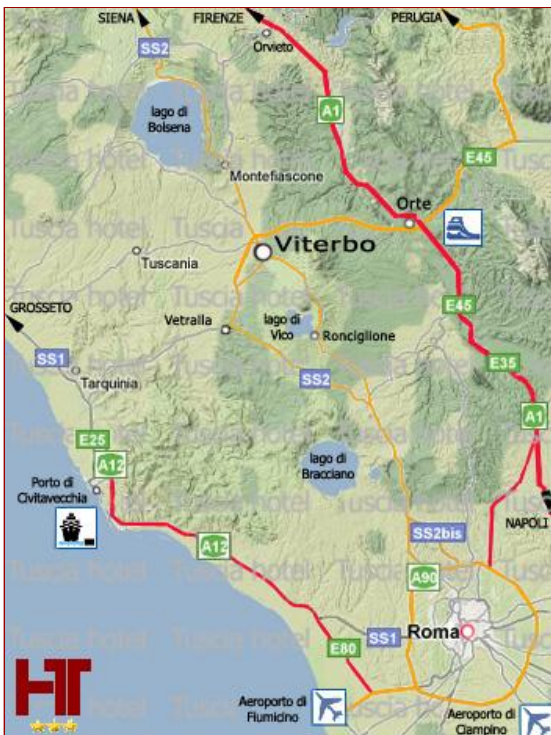 SIENA
FIRENZE
PERUGIA
Orvieto
SS2
lago di
Bolsena
A1
E45
Montefiascone
Orte
Viterbo
Tuscania
GROSSETO
E45
lago di
Vico
Vetralla
Ronciglione
SS1
E35
Tarquinia
SS2
A1
E25
A12
lago di
Bracciano
Porto di
Civitavecchia
NAPOLI
A12
SS2bis
A90
SS1
Roma
E80
HT
Aeroporto di
Fiumicino
Aeroporto di
Ciampino
Tuscia hotel